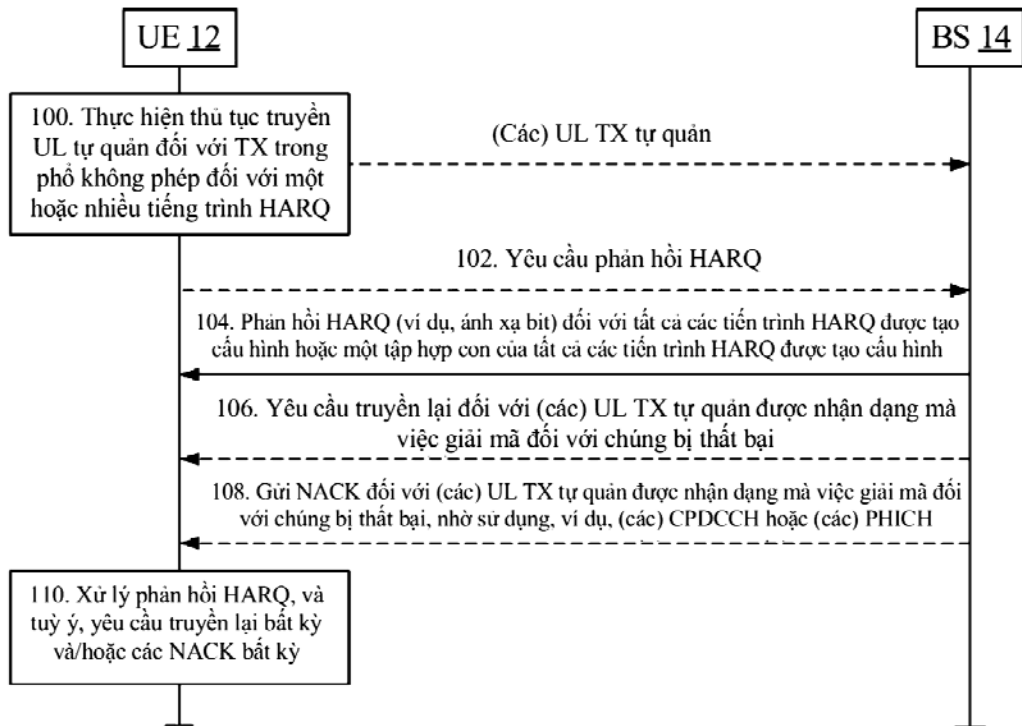 UE 12
BS 14
100. Thực hiện thủ tục truyền
UL tự quản đối với TX trong
phổ không phép đối với một
hoặc nhiều tiếng trình HARQ
(Các) UL TX tự quản
102. Yêu cầu phản hồi HARQ
104. Phản hồi HARQ (ví dụ, ánh xạ bit) đối với tất cả các tiến trình HARQ được tạo
cấu hình hoặc một tập hợp con của tất cả các tiến trình HARQ được tạo cấu hình
106. Yêu cầu truyền lại đối với (các) UL TX tự quản được nhận dạng mà
việc giải mã đối với chúng bị thất bại
108. Gửi NACK đối với (các) UL TX tự quản được nhận dạng mà việc giải mã đối
với chúng bị thất bại, nhờ sử dụng, ví dụ, (các) CPDCCH hoặc (các) PHICH
110. Xử lý phản hồi HARQ, và
tuỳ ý, yêu cầu truyền lại bất kỳ
và/hoặc các NACK bất kỳ